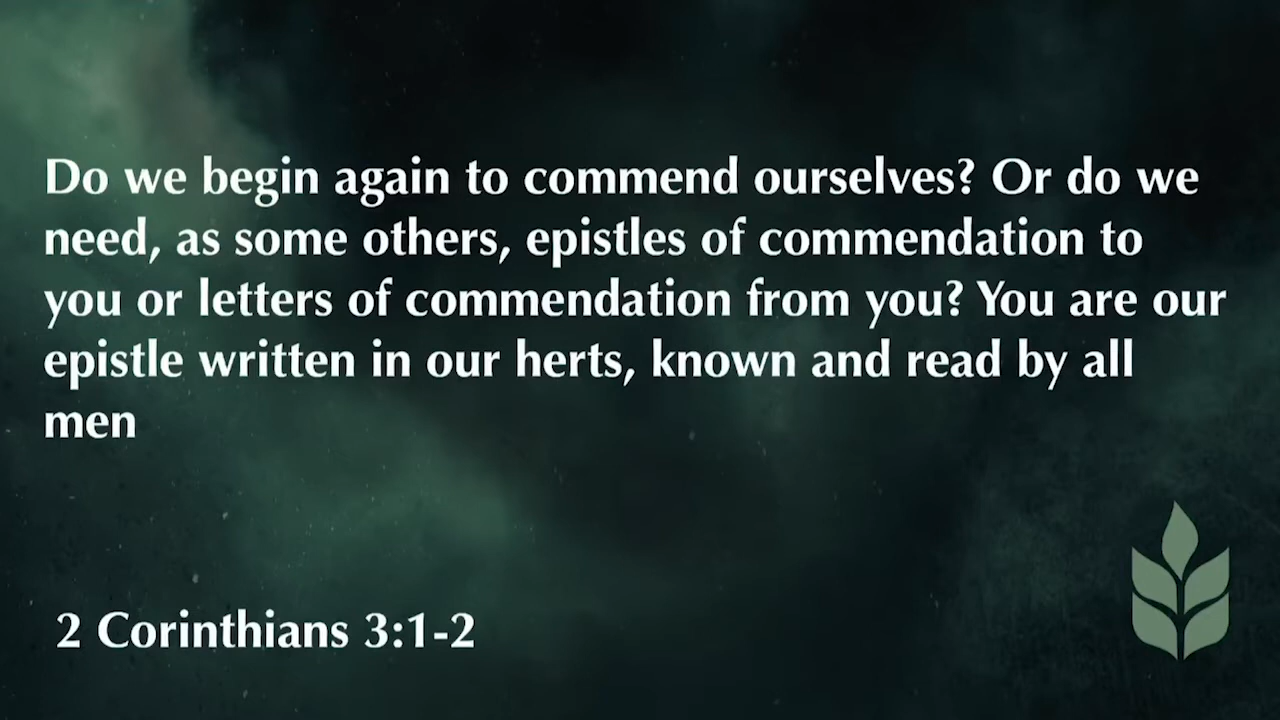 Do we begin again to commend ourselves? Or do we
need, as some others, epistles of commendation to
you or letters of commendation from you? You are our
epistle written in our herts, known and read by all
men
2 Corinthians 3:1-2